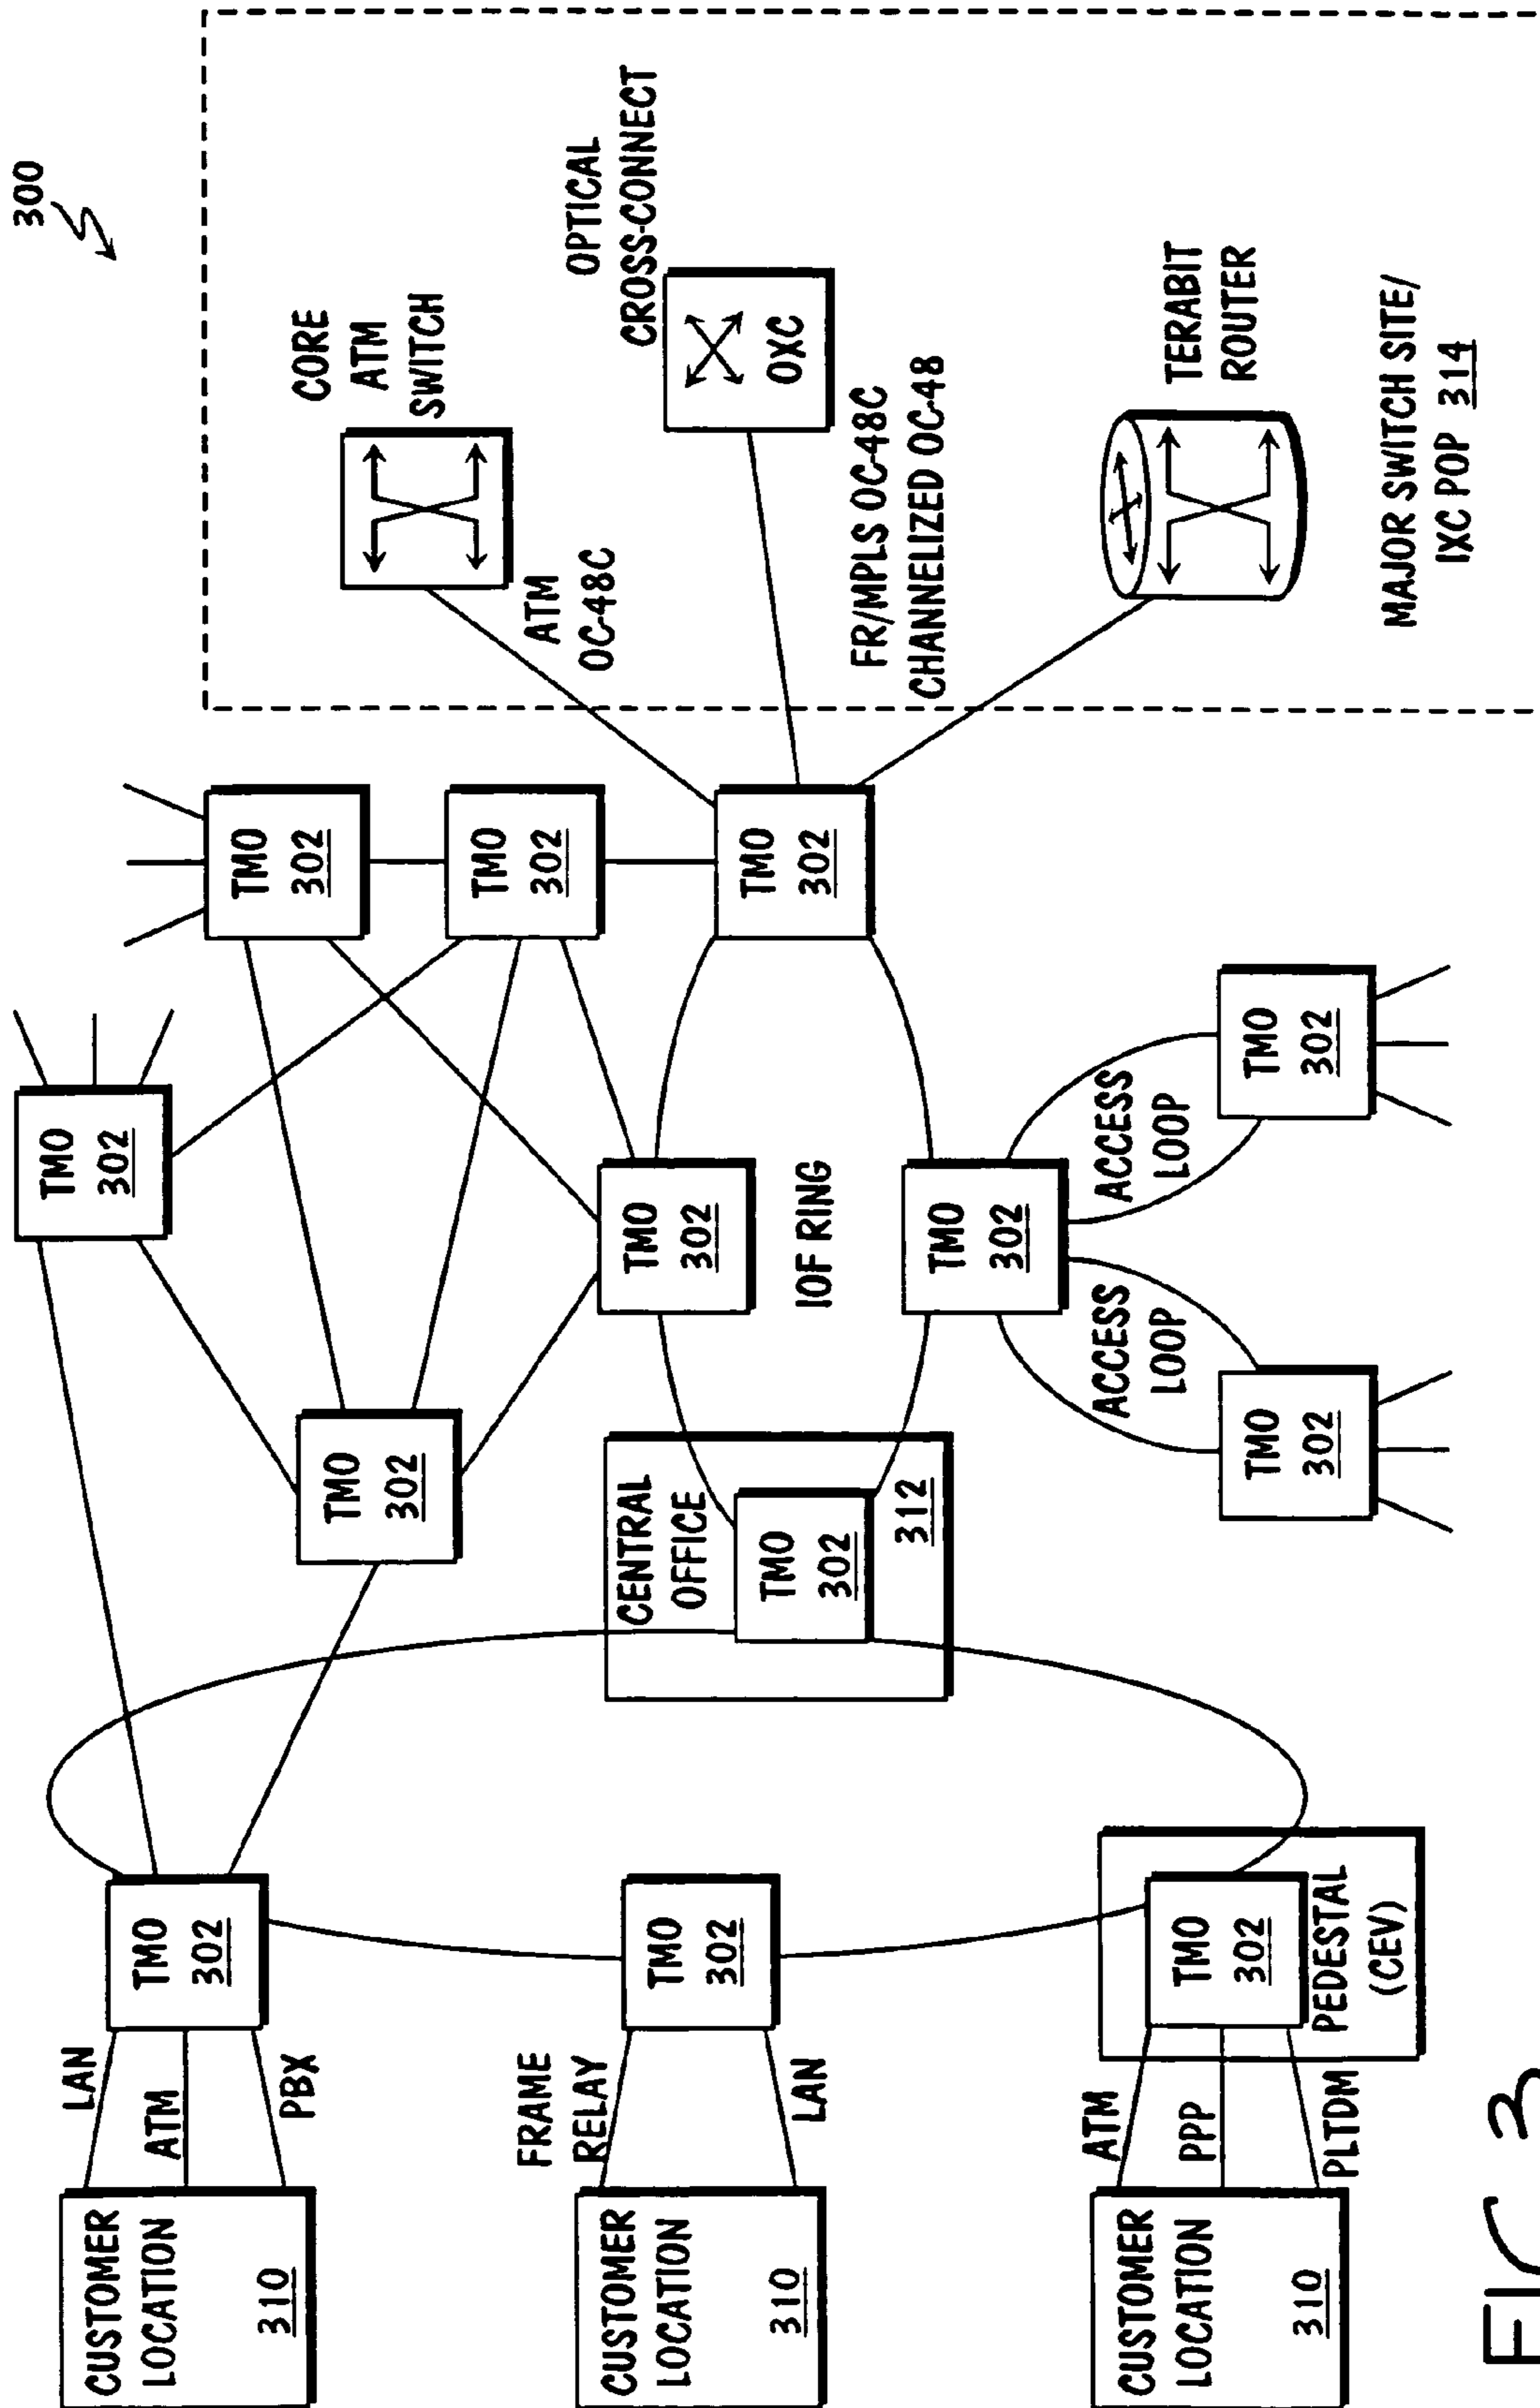 300
CORE
ATM
SWITCH
OPTICAL
CROSS-CONNECT
OXC
ATM
OC-48C
FR/MPLS OC-48C
CHANNELIZED OC-48
TERABIT
ROUTER
MAJOR SWITCH SITE/
IXC POP 314
TMO
302
TMO
302
TMO
302
TMO
302
TMO
302
TMO
302
IOF RING
TMO
302
CENTRAL
OFFICE
TMO
302
312
ACCESS
LOOP
ACCESS
LOOP
TMO
302
TMO
302
TMO
302
TMO
302
TMO
302
PEDESTAL
(CEV)
LAN
ATM
PBX
FRAME
RELAY
LAN
ATM
PPP
PLTDM
CUSTOMER
LOCATION
310
CUSTOMER
LOCATION
310
CUSTOMER
LOCATION
310
FIG 3